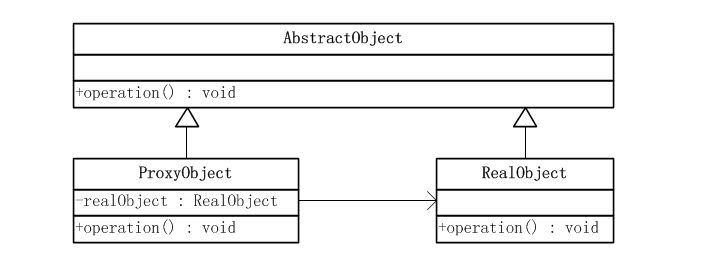 AbstractObject
+operation() : void
ProxyObject
-realObject : RealObject
+operation() : void
RealObject
+operation() : void